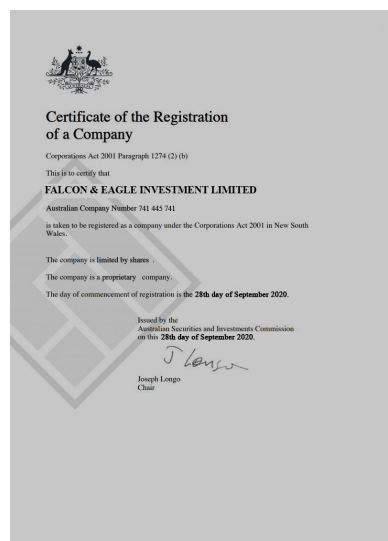 Certificate of the Registration
of a Company
Corporations Act 2001 Paragraph 1274 (2) (b)
This is to certify that
FALCON & EAGLE INVESTMENT LIMITED
Australian Company Number 741 445 741
is taken to be registered as a company under the Corporations Act 2001 in New South
Wales.
The company is limited by shares .
The company is a proprietary company.
The day of commencement of registration is the 28th day of September 2020.
Issued by the
Australian Securities and Investments Commission
on this 28th day of September 2020.
J Longo
Joseph Longo
Chair